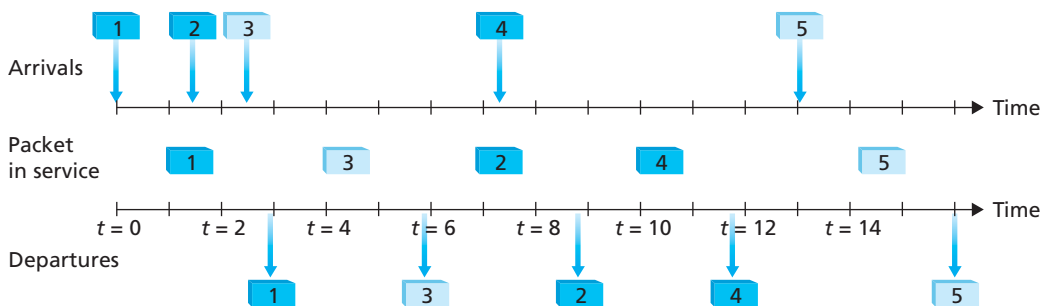 1 2 3 4 5
Arrivals
Time
Packet
in service
1 3 2 4 5
Time
t = 0 t = 2 t = 4 t = 6 t = 8 t = 10 t = 12 t = 14
Departures
1 3 2 4 5